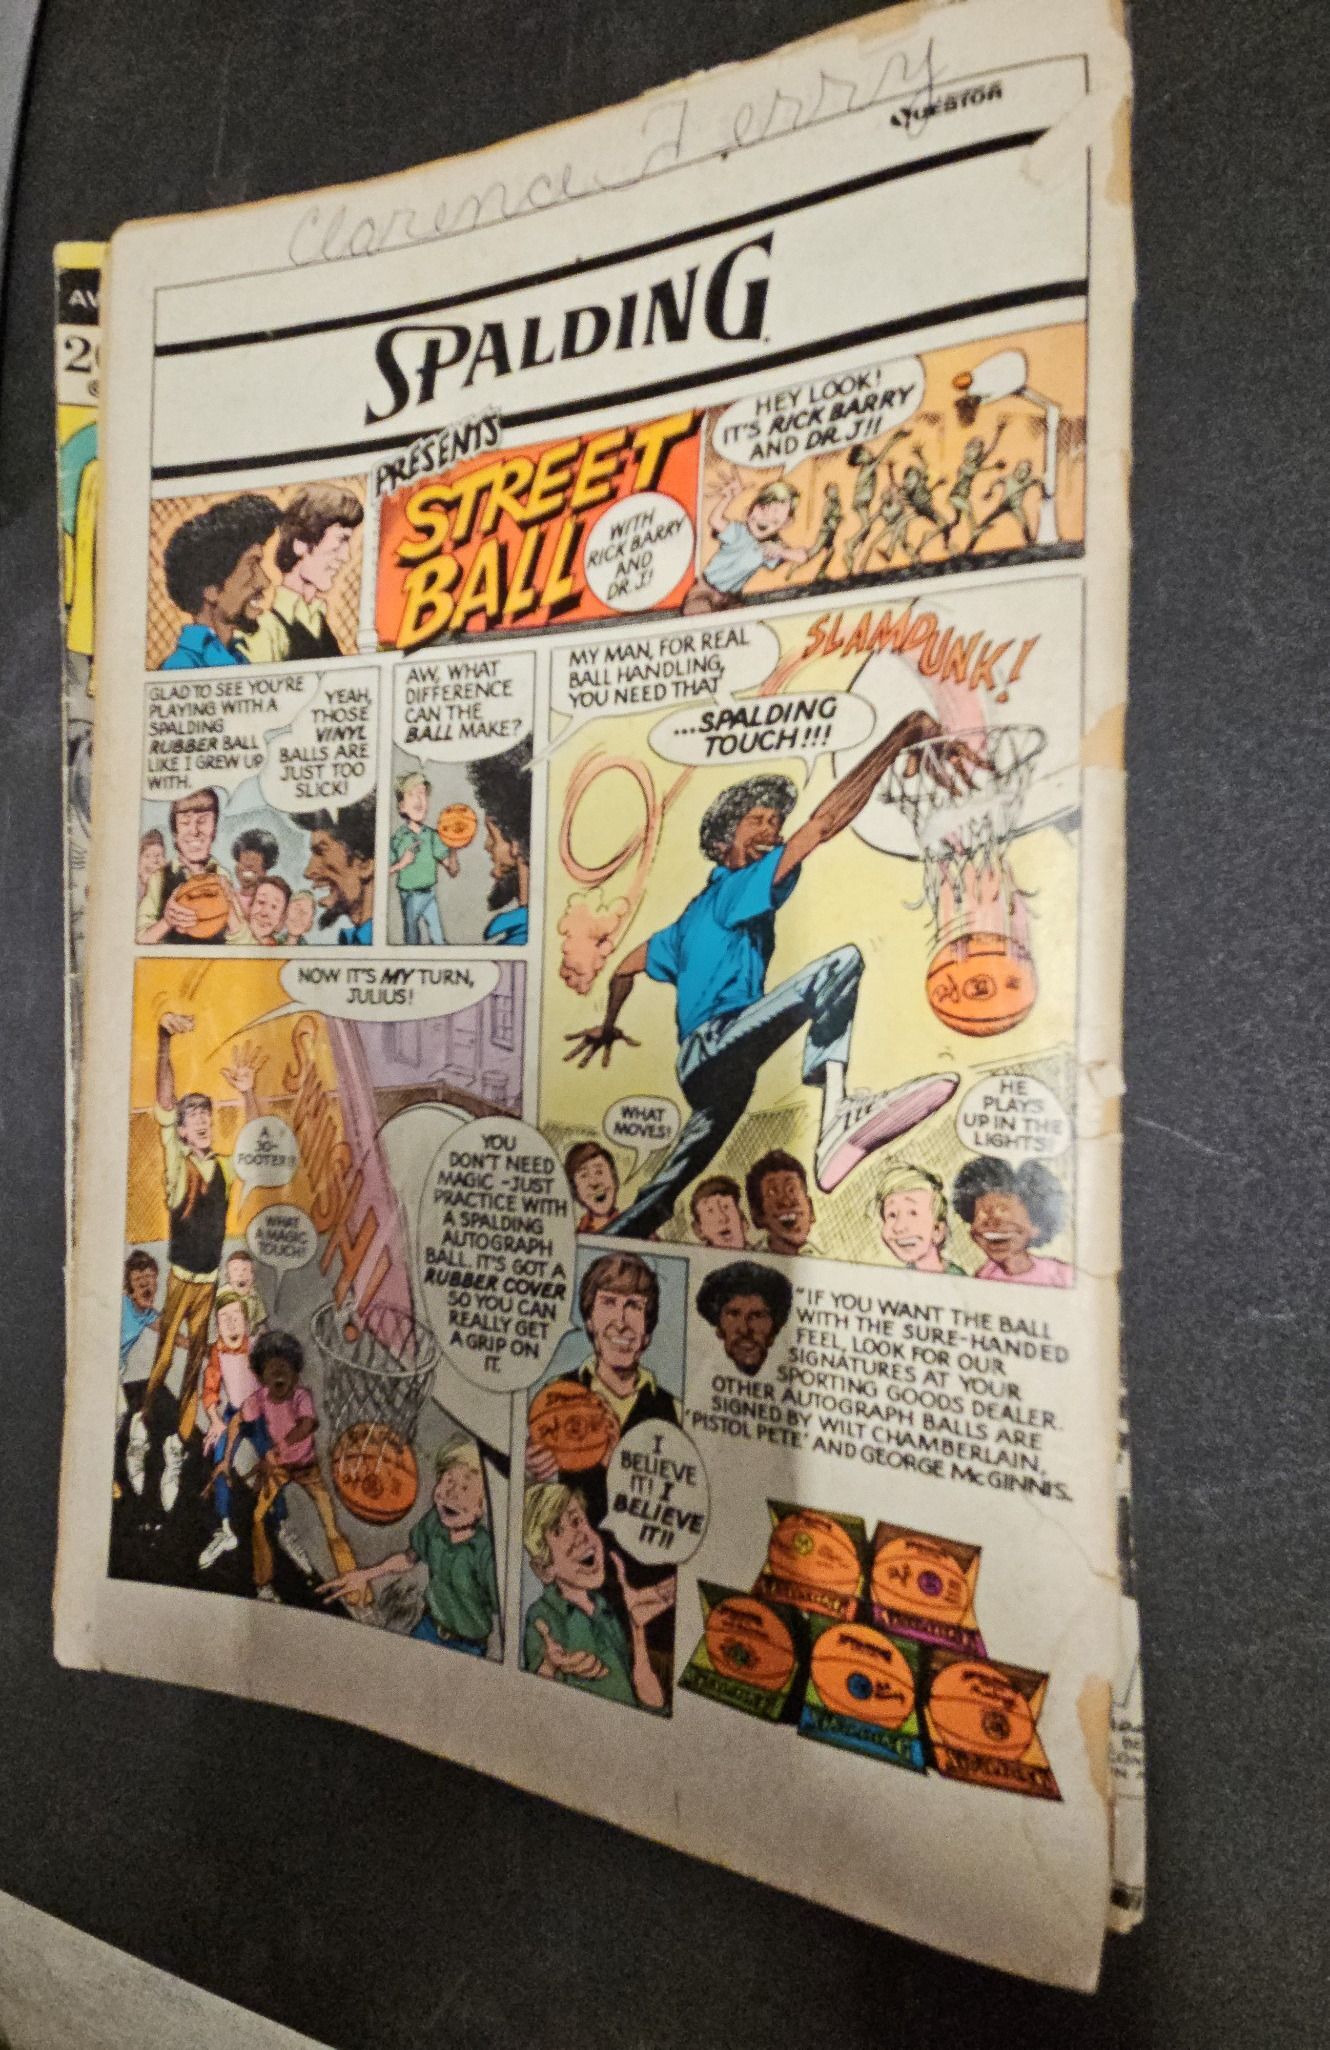 Clarence Terry
QUESTOR
SPALDING
PRESENTS
STREET
BALL
WITH
RICK BARRY
AND
DR. J!
HEY LOOK!
IT'S RICK BARRY
AND DR. J!!
GLAD TO SEE YOU'RE
PLAYING WITH A
SPALDING
RUBBER BALL
LIKE I GREW UP
WITH.
YEAH,
THOSE
VINYL
BALLS ARE
JUST TOO
SLICK!
AW, WHAT
DIFFERENCE
CAN THE
BALL MAKE?
MY MAN, FOR REAL
BALL HANDLING,
YOU NEED THAT
...SPALDING
TOUCH!!!
SLAMDUNK!
WHAT
MOVES!
HE
PLAYS
UP IN THE
LIGHTS!
NOW IT'S MY TURN,
JULIUS!
A
30-
FOOTER!!
WHAT
A MAGIC
TOUCH!
SWISH!
YOU
DON'T NEED
MAGIC - JUST
PRACTICE WITH
A SPALDING
AUTOGRAPH
BALL. IT'S GOT A
RUBBER COVER
SO YOU CAN
REALLY GET
A GRIP ON
IT.
I
BELIEVE
IT! I
BELIEVE
IT!!
"IF YOU WANT THE BALL
WITH THE SURE-HANDED
FEEL, LOOK FOR OUR
SIGNATURES AT YOUR
SPORTING GOODS DEALER.
OTHER AUTOGRAPH BALLS ARE
SIGNED BY WILT CHAMBERLAIN,
'PISTOL PETE' AND GEORGE McGINNIS.
SPALDING